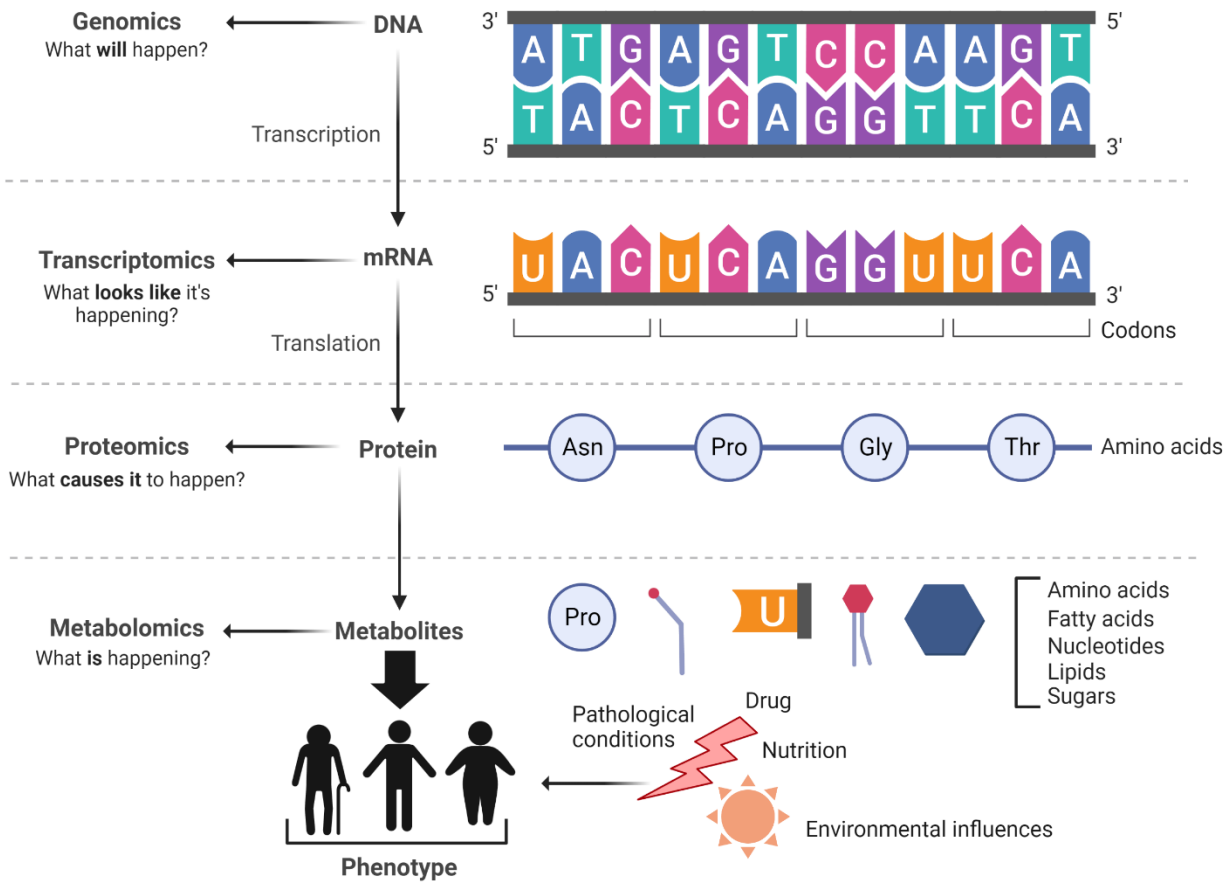 Genomics
What will happen?
DNA
Transcription
3'
5'
A T G A G T C C A A G T
T A C T C A G G T T C A
5'
3'
Transcriptomics
What looks like it's
happening?
mRNA
Translation
U A C U C A G G U U C A
5'
3'
Codons
Proteomics
What causes it to happen?
Protein
Asn
Pro
Gly
Thr
Amino acids
Metabolomics
What is happening?
Metabolites
Pro
U
Amino acids
Fatty acids
Nucleotides
Lipids
Sugars
Pathological
conditions
Drug
Nutrition
Environmental influences
Phenotype